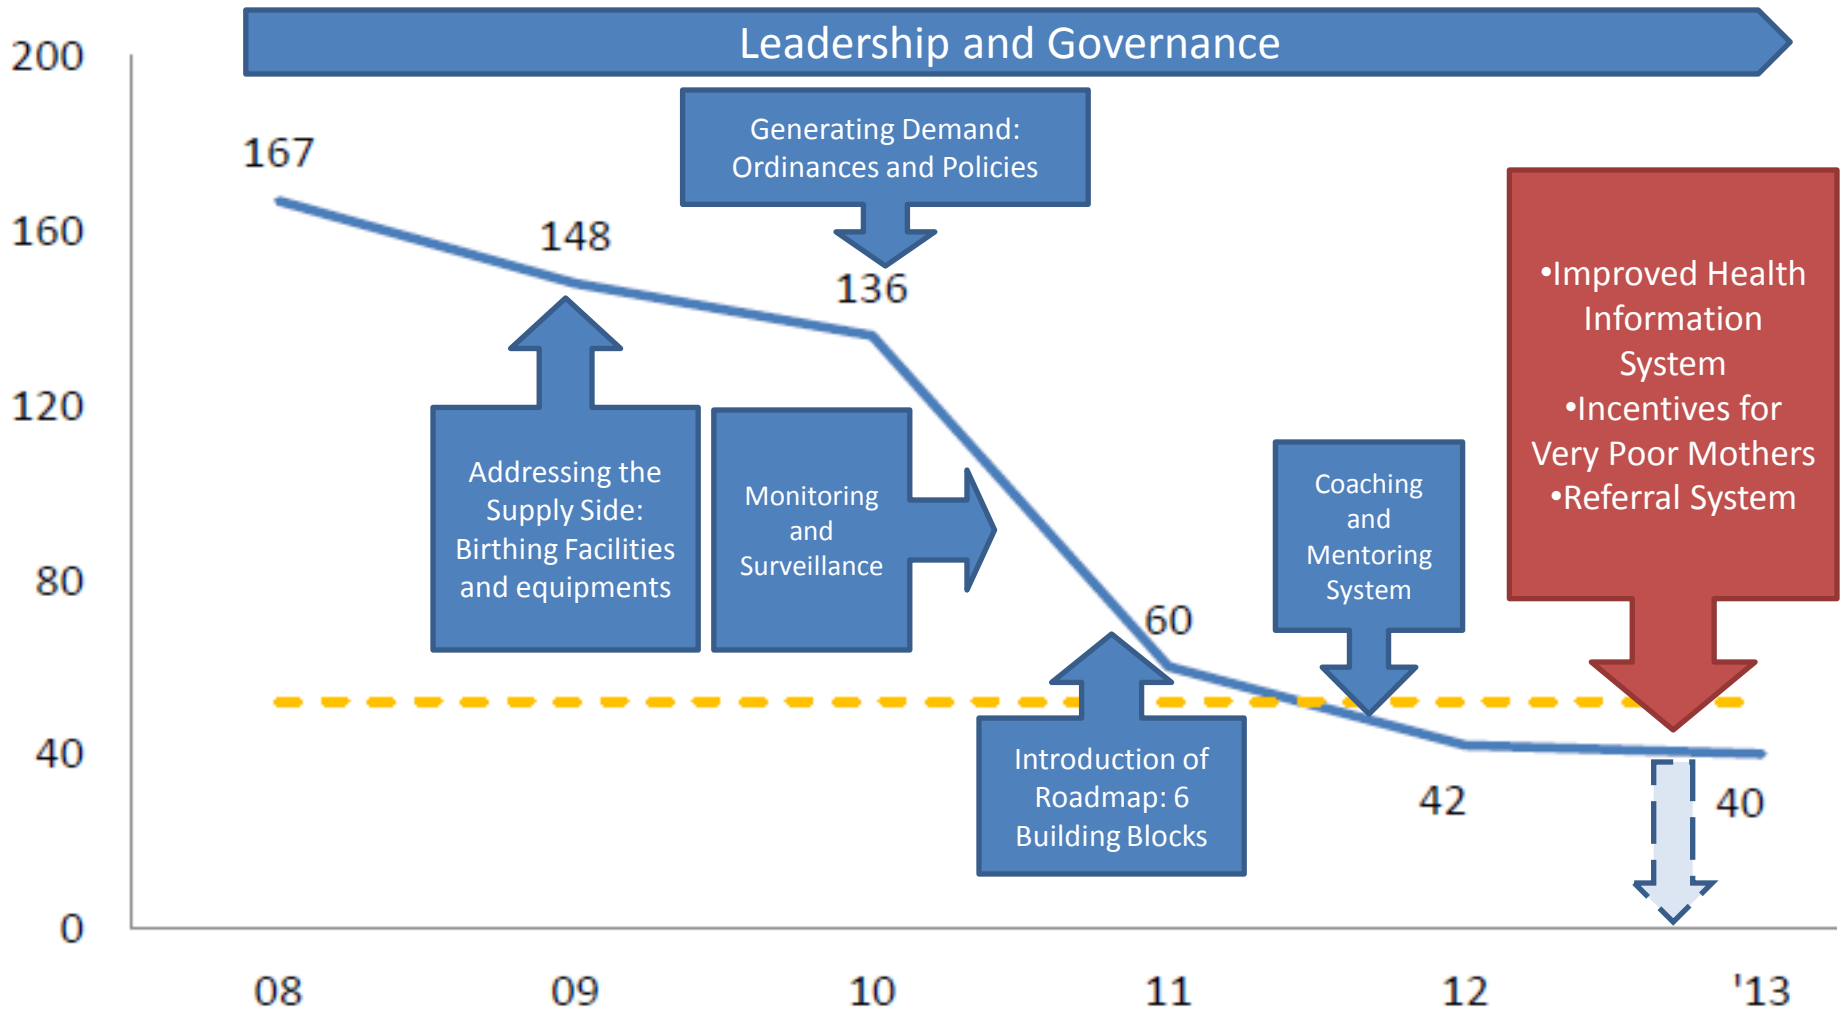 Leadership and Governance
200
160
120
80
40
0
167
148
136
60
42
40
Generating Demand:
Ordinances and Policies
Addressing the
Supply Side:
Birthing Facilities
and equipments
Monitoring
and
Surveillance
Introduction of
Roadmap: 6
Building Blocks
Coaching
and
Mentoring
System
•Improved Health
Information
System
•Incentives for
Very Poor Mothers
•Referral System
08
09
10
11
12
'13